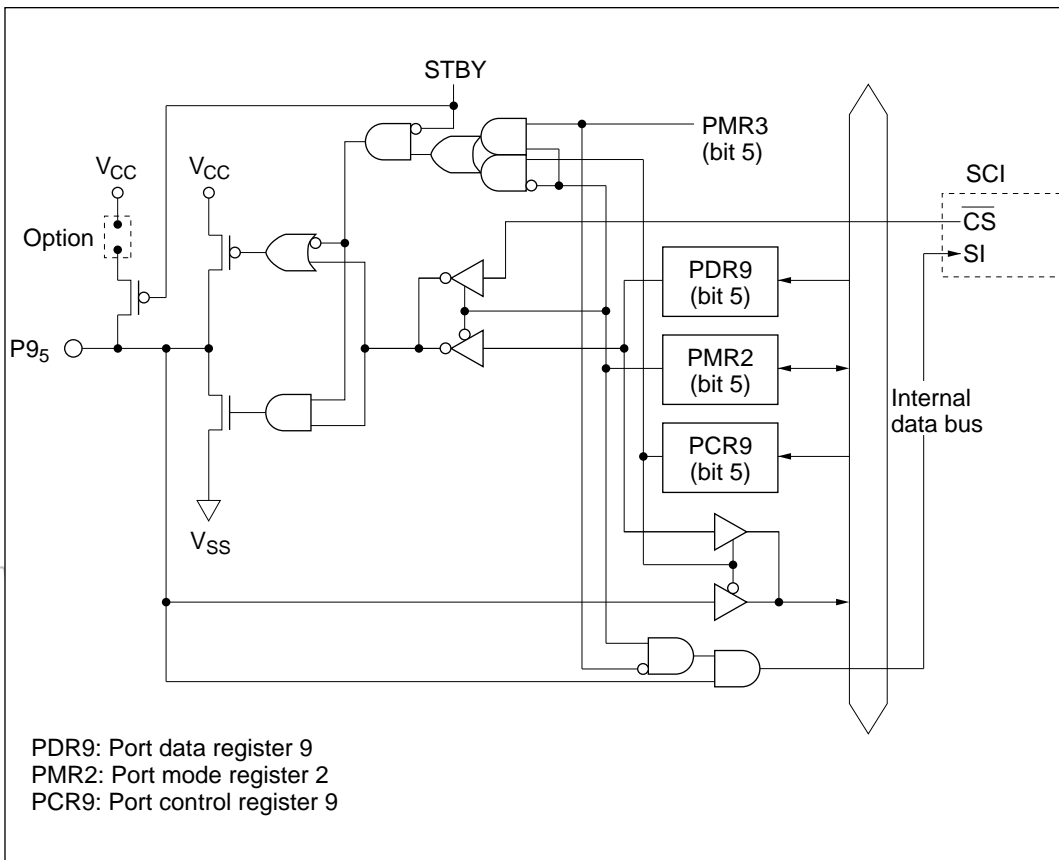 STBY
PMR3
(bit 5)
VCC
VCC
SCI
Option
CS
SI
PDR9
(bit 5)
P95
PMR2
(bit 5)
Internal
data bus
PCR9
(bit 5)
VSS
PDR9: Port data register 9
PMR2: Port mode register 2
PCR9: Port control register 9